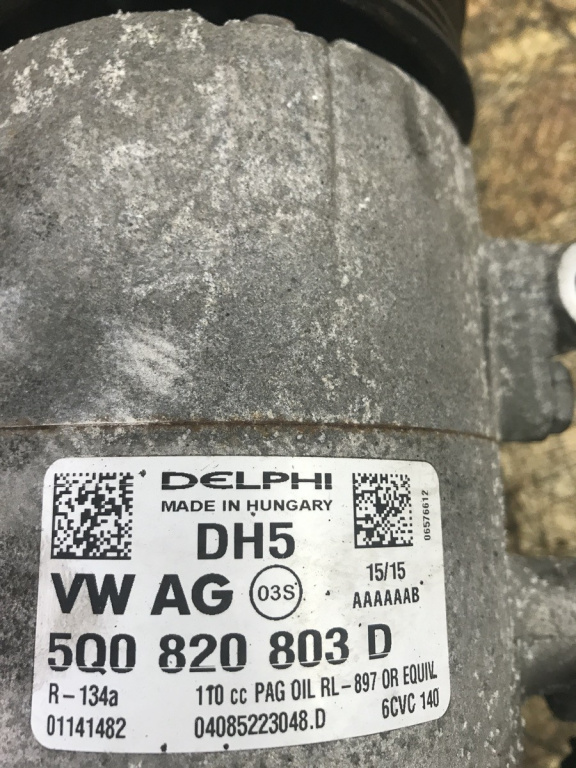 DELPHI
MADE IN HUNGARY
DH5
06576612
VW AG 03S 15/15
AAAAAAB
5Q0 820 803 D
R-134a 110 cc PAG OIL RL-897 OR EQUIV.
01141482 04085223048.D 6CVC 140